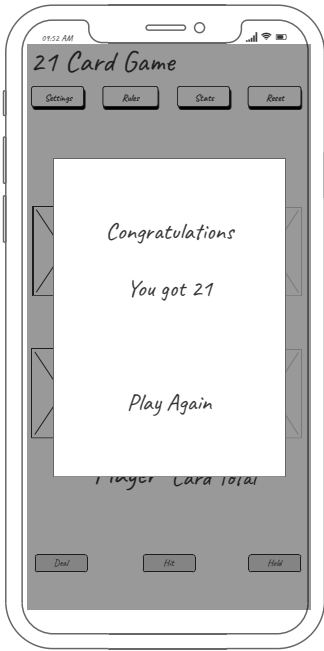 09:52 AM
21 Card Game
Settings Rules Stats Reset
Congratulations
You got 21
Play Again
Player Card Total
Deal Hit Hold